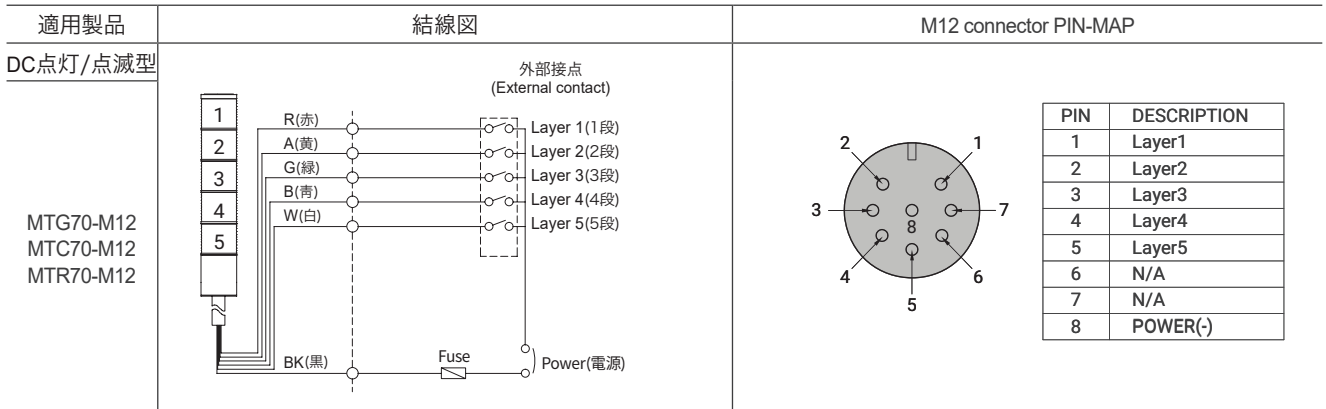 適用製品
結線図
M12 connector PIN-MAP
DC点灯/点滅型
MTG70-M12
MTC70-M12
MTR70-M12
外部接点
(External contact)
1
2
3
4
5
R(赤)
A(黄)
G(緑)
B(青)
W(白)
BK(黒)
Layer 1(1段)
Layer 2(2段)
Layer 3(3段)
Layer 4(4段)
Layer 5(5段)
Fuse
Power(電源)
2
1
3
8
7
4
6
5
PIN DESCRIPTION
1 Layer1
2 Layer2
3 Layer3
4 Layer4
5 Layer5
6 N/A
7 N/A
8 POWER(-)